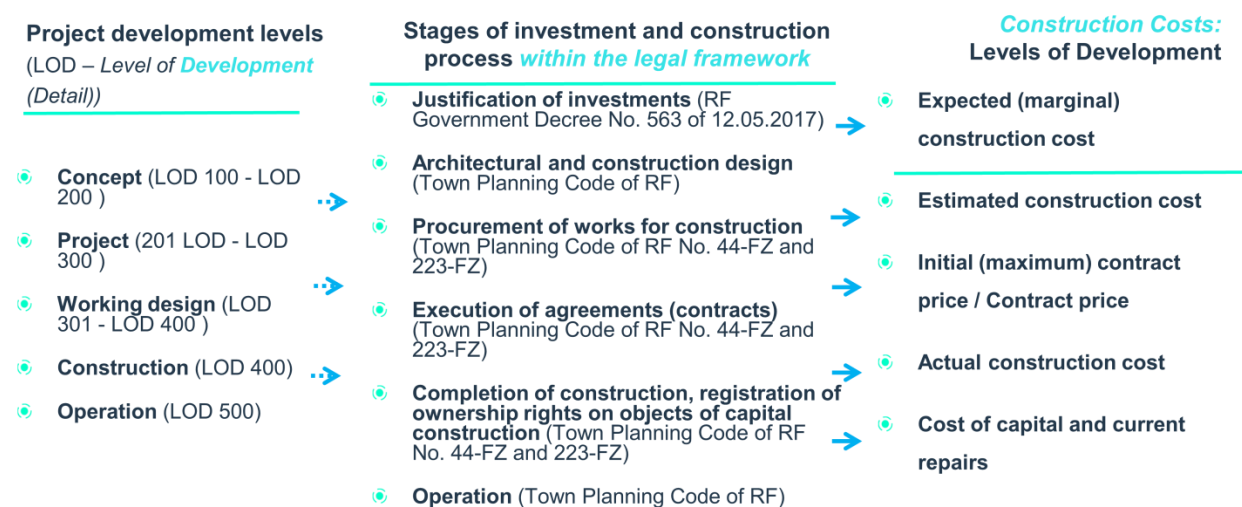 Project development levels
(LOD – Level of Development
(Detail))
Concept (LOD 100 - LOD
200 )
Project (201 LOD - LOD
300 )
Working design (LOD
301 - LOD 400 )
Construction (LOD 400)
Operation (LOD 500)
Stages of investment and construction
process within the legal framework
Justification of investments (RF
Government Decree No. 563 of 12.05.2017)
Architectural and construction design
(Town Planning Code of RF)
Procurement of works for construction
(Town Planning Code of RF No. 44-FZ and
223-FZ)
Execution of agreements (contracts)
(Town Planning Code of RF No. 44-FZ and
223-FZ)
Completion of construction, registration of
ownership rights on objects of capital
construction (Town Planning Code of RF
No. 44-FZ and 223-FZ)
Operation (Town Planning Code of RF)
Construction Costs:
Levels of Development
Expected (marginal)
construction cost
Estimated construction cost
Initial (maximum) contract
price / Contract price
Actual construction cost
Cost of capital and current
repairs